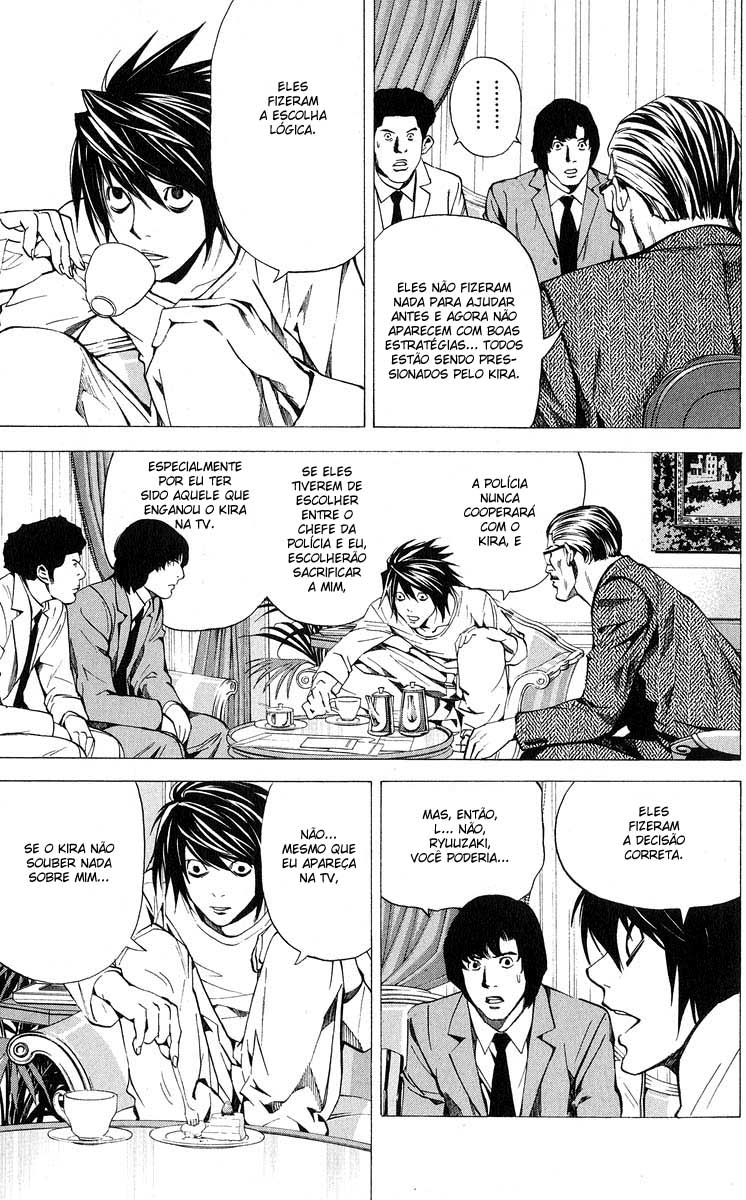 ......
ELES NÃO FIZERAM
NADA PARA AJUDAR
ANTES E AGORA NÃO
APARECEM COM BOAS
ESTRATÉGIAS... TODOS
ESTÃO SENDO PRES-
SIONADOS PELO KIRA.
ELES
FIZERAM
A ESCOLHA
LÓGICA.
A POLÍCIA
NUNCA
COOPERARÁ
COM O
KIRA, E
SE ELES
TIVEREM DE
ESCOLHER
ENTRE O
CHEFE DA
POLÍCIA E EU,
ESCOLHERÃO
SACRIFICAR
A MIM,
ESPECIALMENTE
POR EU TER
SIDO AQUELE QUE
ENGANOU O KIRA
NA TV.
ELES
FIZERAM
A DECISÃO
CORRETA.
MAS, ENTÃO,
L... NÃO,
RYUUZAKI,
VOCÊ PODERIA...
NÃO...
MESMO QUE
EU APAREÇA
NA TV,
SE O KIRA NÃO
SOUBER NADA
SOBRE MIM...